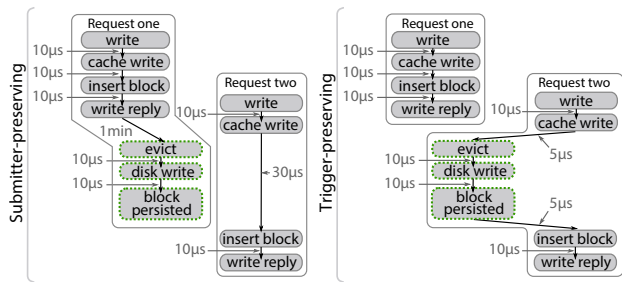 Submitter-preserving
Request one
write
10µs
cache write
10µs
insert block
10µs
write reply
1min
evict
10µs
disk write
10µs
block
persisted
Request two
write
10µs
cache write
30µs
insert block
10µs
write reply
Trigger-preserving
Request one
write
10µs
cache write
10µs
insert block
10µs
write reply
Request two
write
10µs
cache write
5µs
evict
10µs
disk write
10µs
block
persisted
5µs
insert block
10µs
write reply